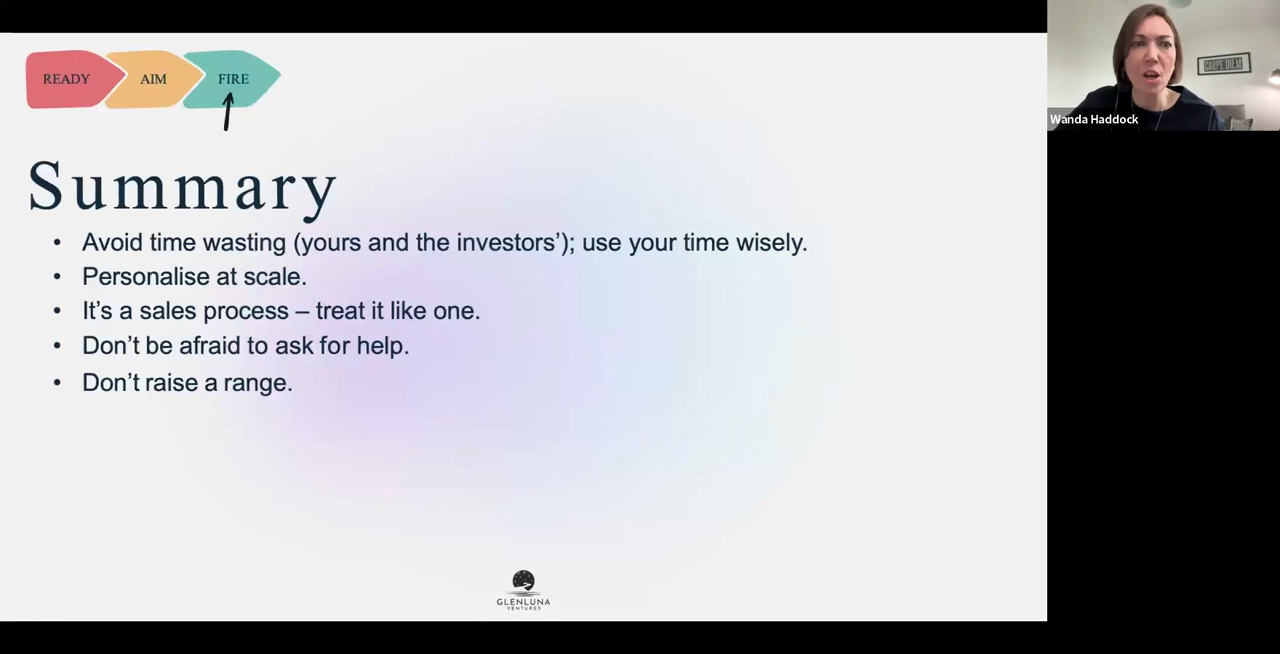 READY
AIM
FIRE
CARPE DIEM
Wanda Haddock
Summary
• Avoid time wasting (yours and the investors’); use your time wisely.
• Personalise at scale.
• It’s a sales process – treat it like one.
• Don’t be afraid to ask for help.
• Don’t raise a range.
GLENLUNA
VENTURES